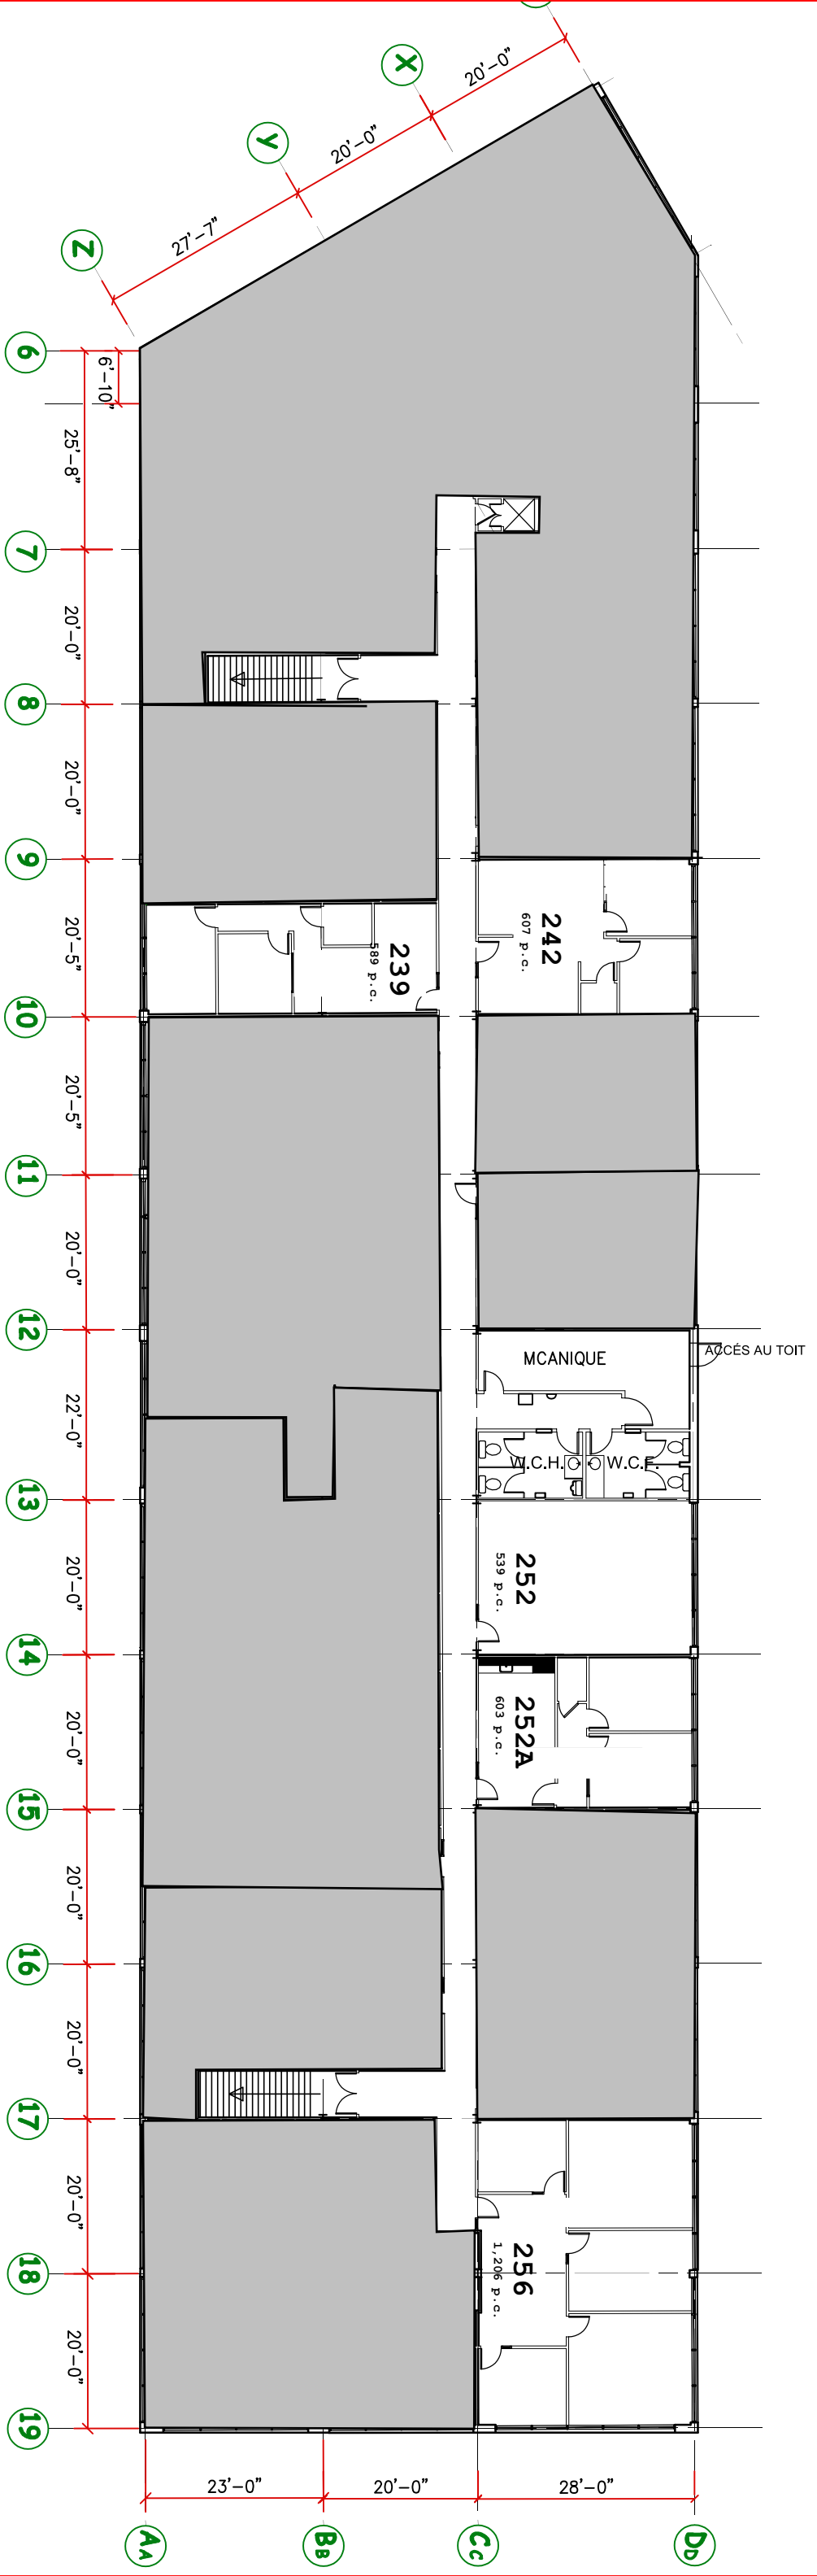 20'-0"
X
20'-0"
Y
27'-7"
Z
6
6'-10"
25'-8"
7
20'-0"
8
20'-0"
9
20'-5"
242
607 p.c.
239
589 p.c.
10
20'-5"
11
20'-0"
12
MCANIQUE
ACCÉS AU TOIT
22'-0"
W.C.H.
W.C.F.
13
20'-0"
252
539 p.c.
14
20'-0"
252A
603 p.c.
15
20'-0"
16
20'-0"
17
20'-0"
256
1,206 p.c.
18
20'-0"
19
23'-0"
20'-0"
28'-0"
AA
BB
CC
DD